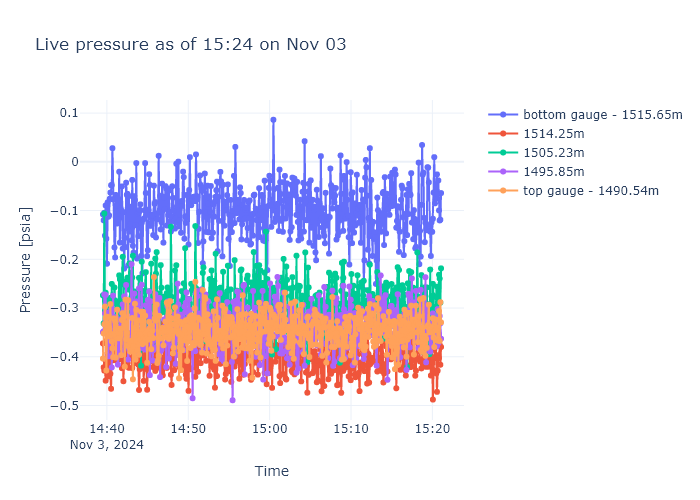 Live pressure as of 15:24 on Nov 03
0.1
0
−0.1
−0.2
−0.3
−0.4
−0.5
Pressure [psia]
14:40
Nov 3, 2024
14:50
15:00
15:10
15:20
Time
bottom gauge - 1515.65m
1514.25m
1505.23m
1495.85m
top gauge - 1490.54m